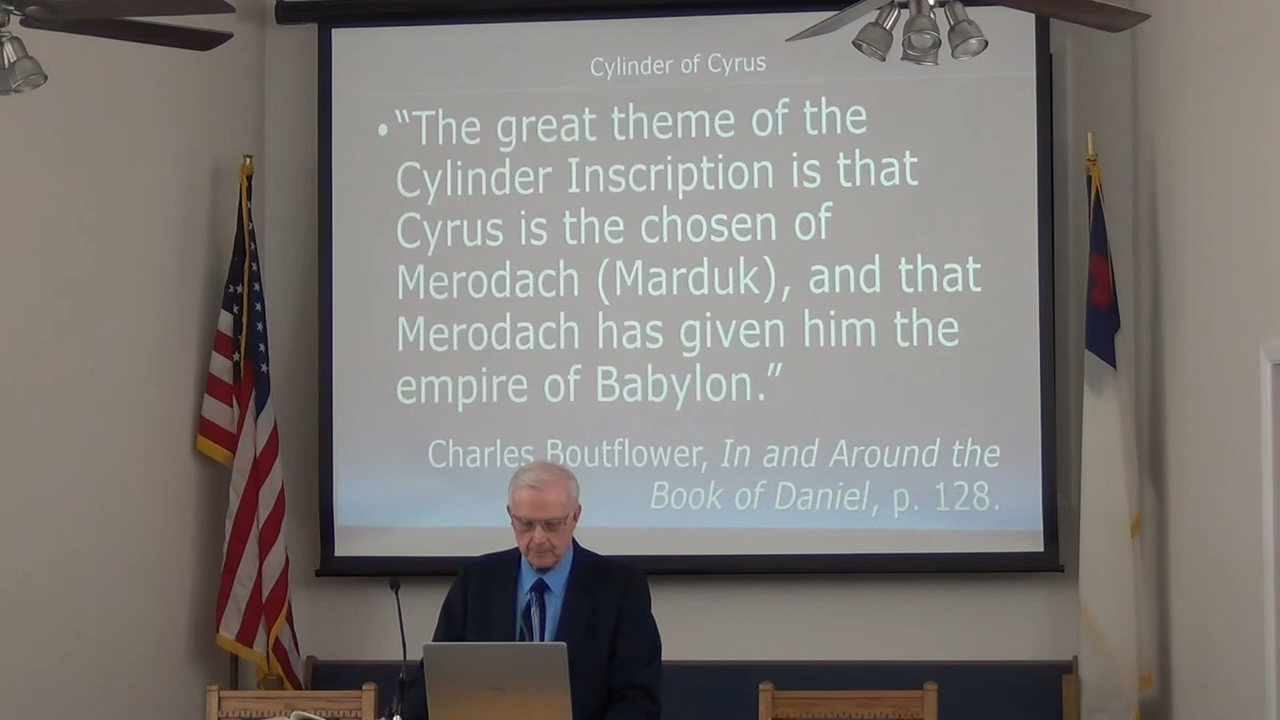 Cylinder of Cyrus
• “The great theme of the
Cylinder Inscription is that
Cyrus is the chosen of
Merodach (Marduk), and that
Merodach has given him the
empire of Babylon.”
Charles Boutflower, In and Around the
Book of Daniel, p. 128.